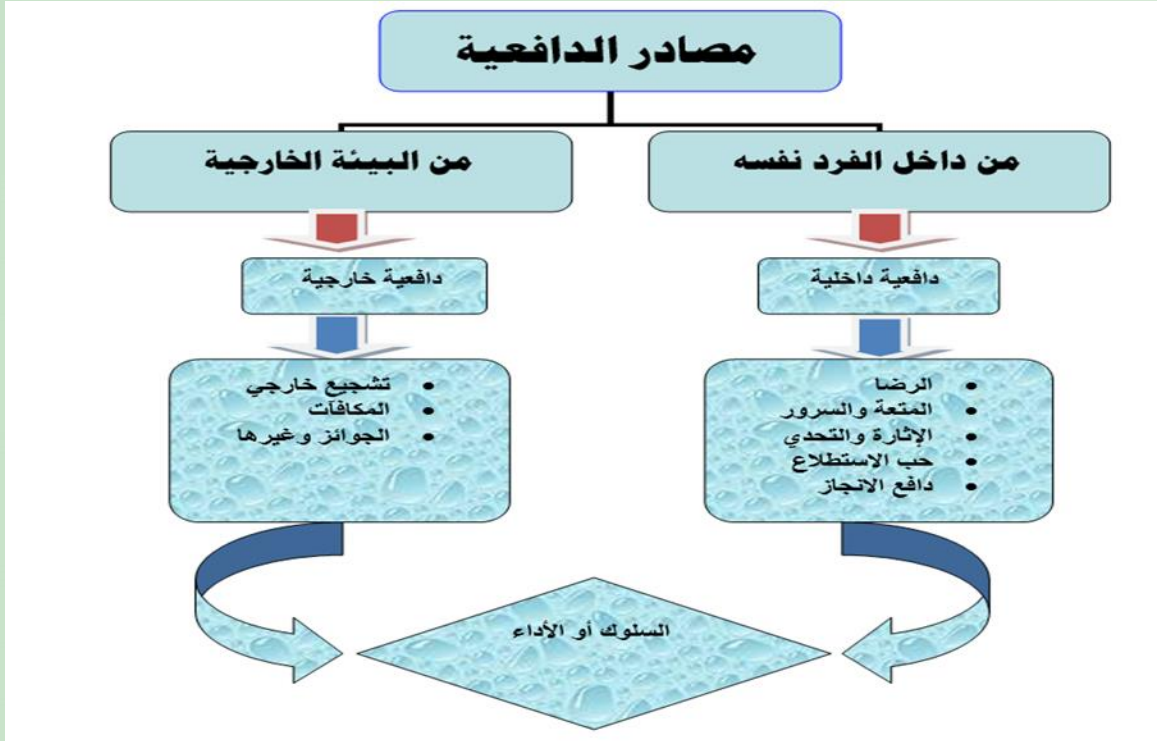 مصادر الدافعية
من داخل الفرد نفسه
من البيئة الخارجية
دافعية داخلية
دافعية خارجية
• الرضا
• المتعة والسرور
• الإثارة والتحدي
• حب الاستطلاع
• دافع الانجاز
• تشجيع خارجي
• المكافآت
• الجوائز وغيرها
السلوك أو الأداء